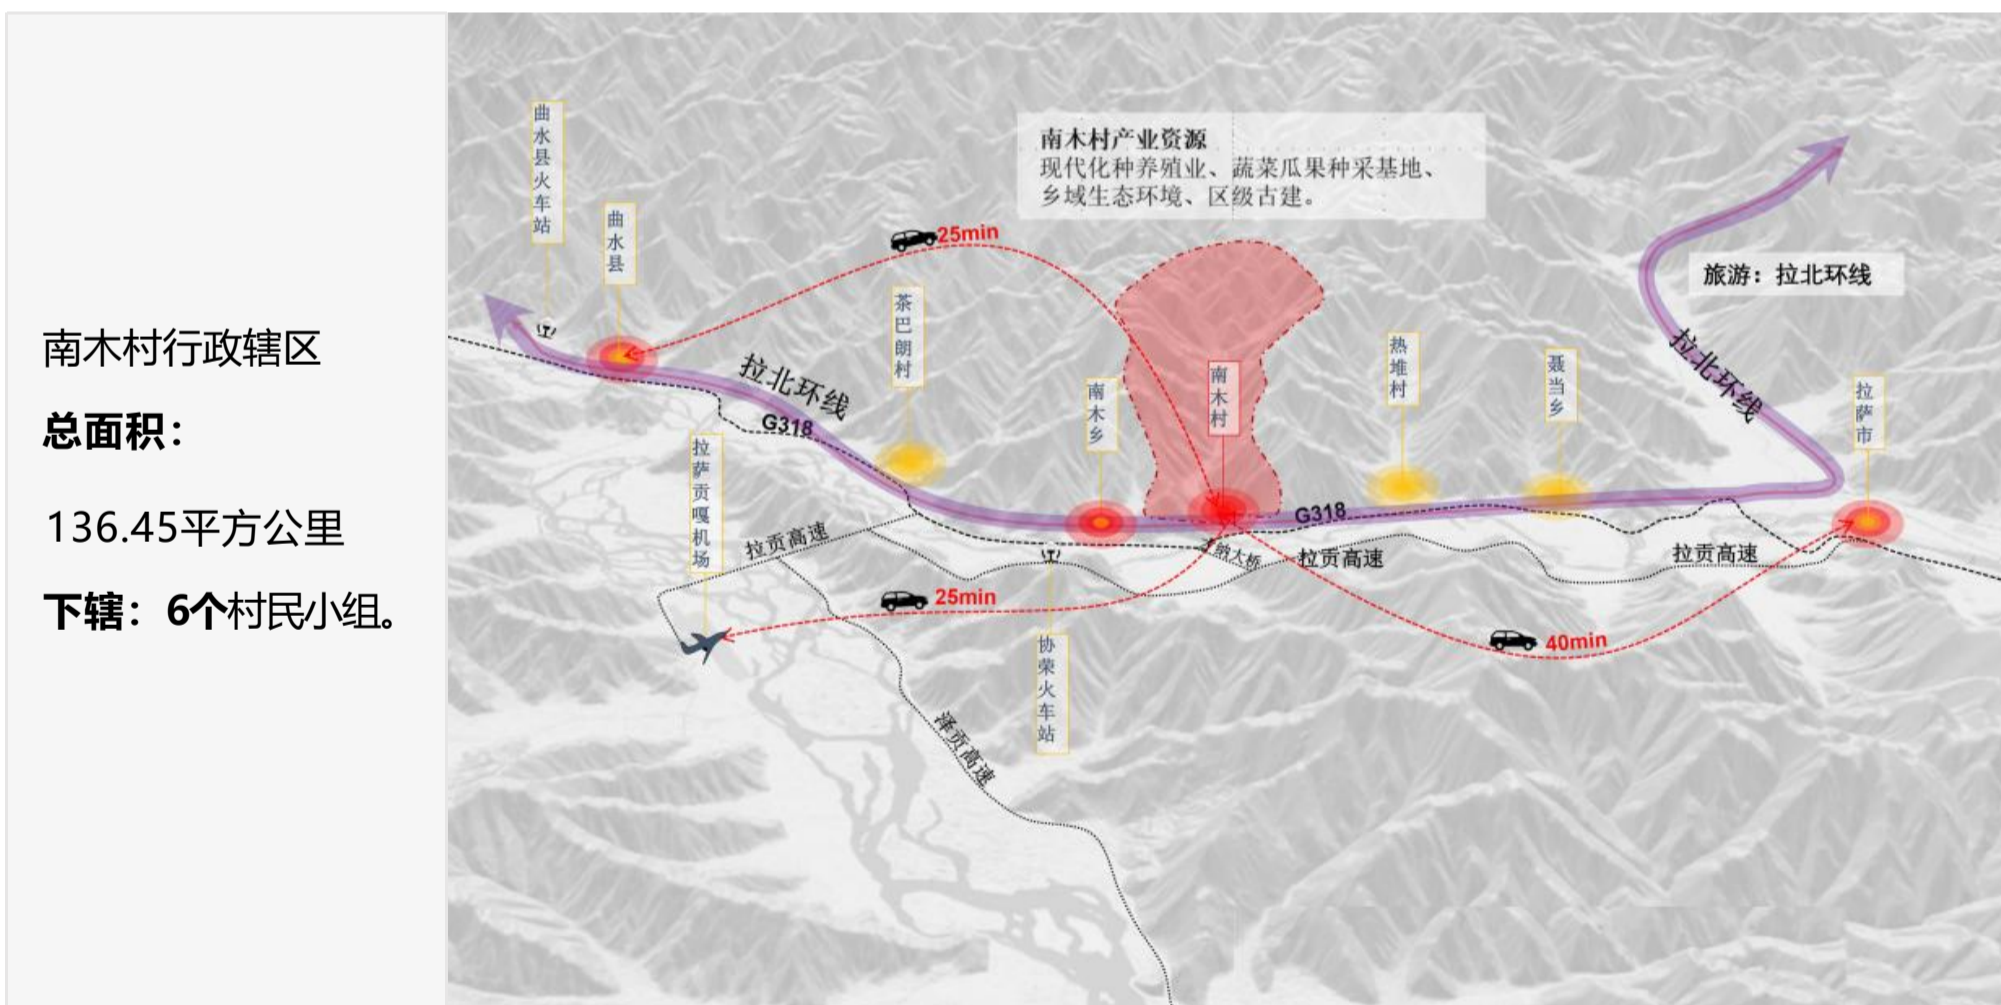 南木村行政辖区
总面积：
136.45平方公里
下辖：6个村民小组。
曲水县火车站
曲水县
25min
南木村产业资源
现代化种养殖业、蔬菜瓜果种采基地、
乡域生态环境、区级古建。
旅游：拉北环线
茶巴朗村
拉北环线
G318
拉萨贡嘎机场
南木乡
南木村
热堆村
聂当乡
拉北环线
拉萨市
G318
拉贡高速
纳大桥
拉贡高速
拉贡高速
25min
40min
协荣火车站
泽贡高速